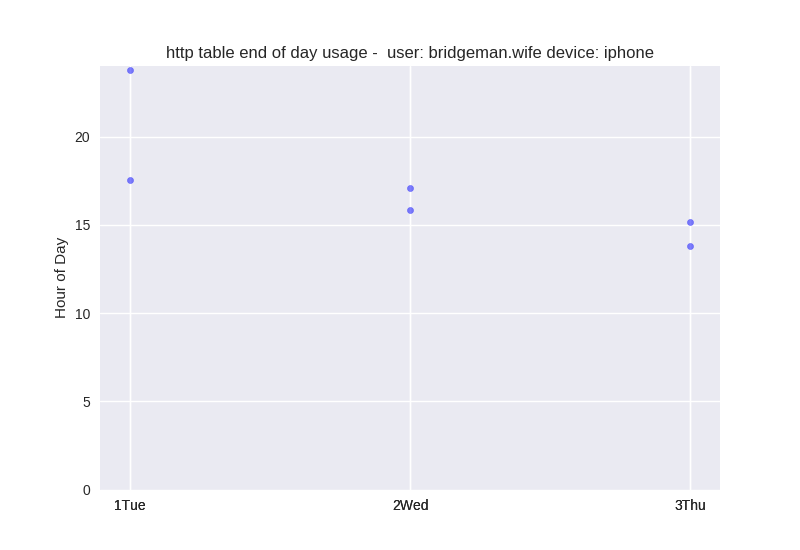 http table end of day usage -  user: bridgeman.wife device: iphone
20
15
10
5
0
Hour of Day
1Tue
2Wed
3Thu